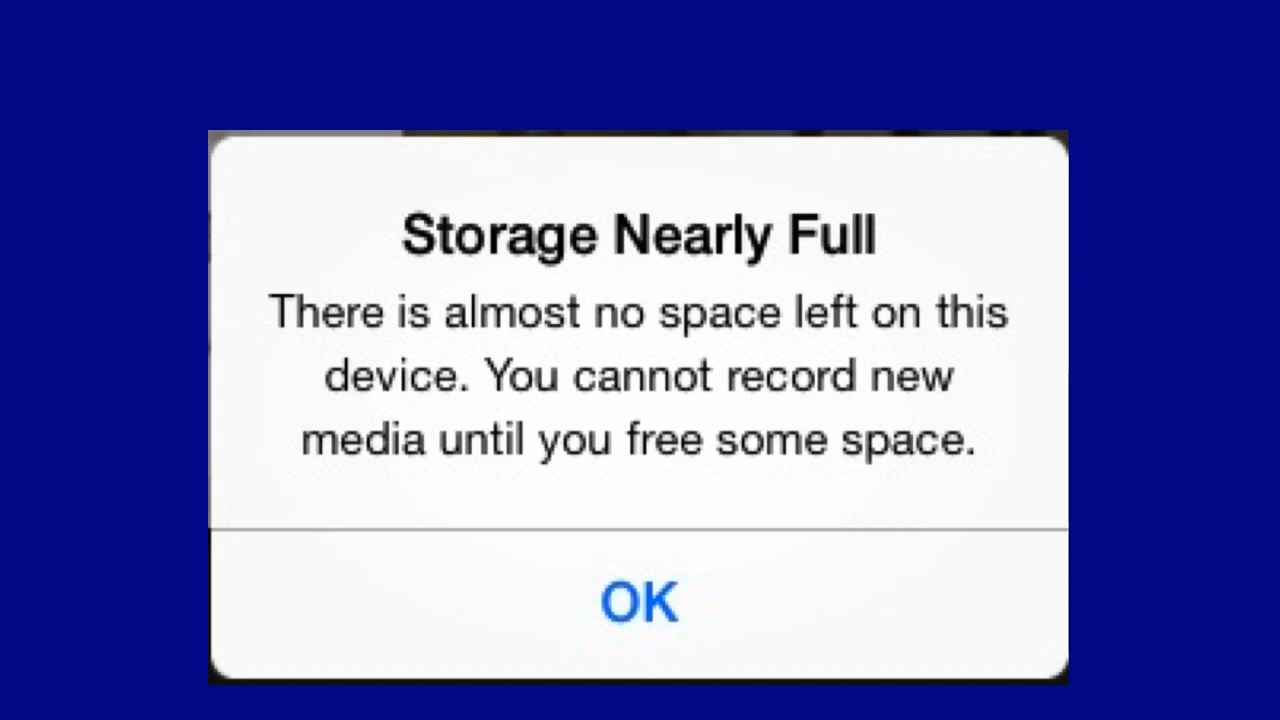 Storage Nearly Full
There is almost no space left on this
device. You cannot record new
media until you free some space.
OK